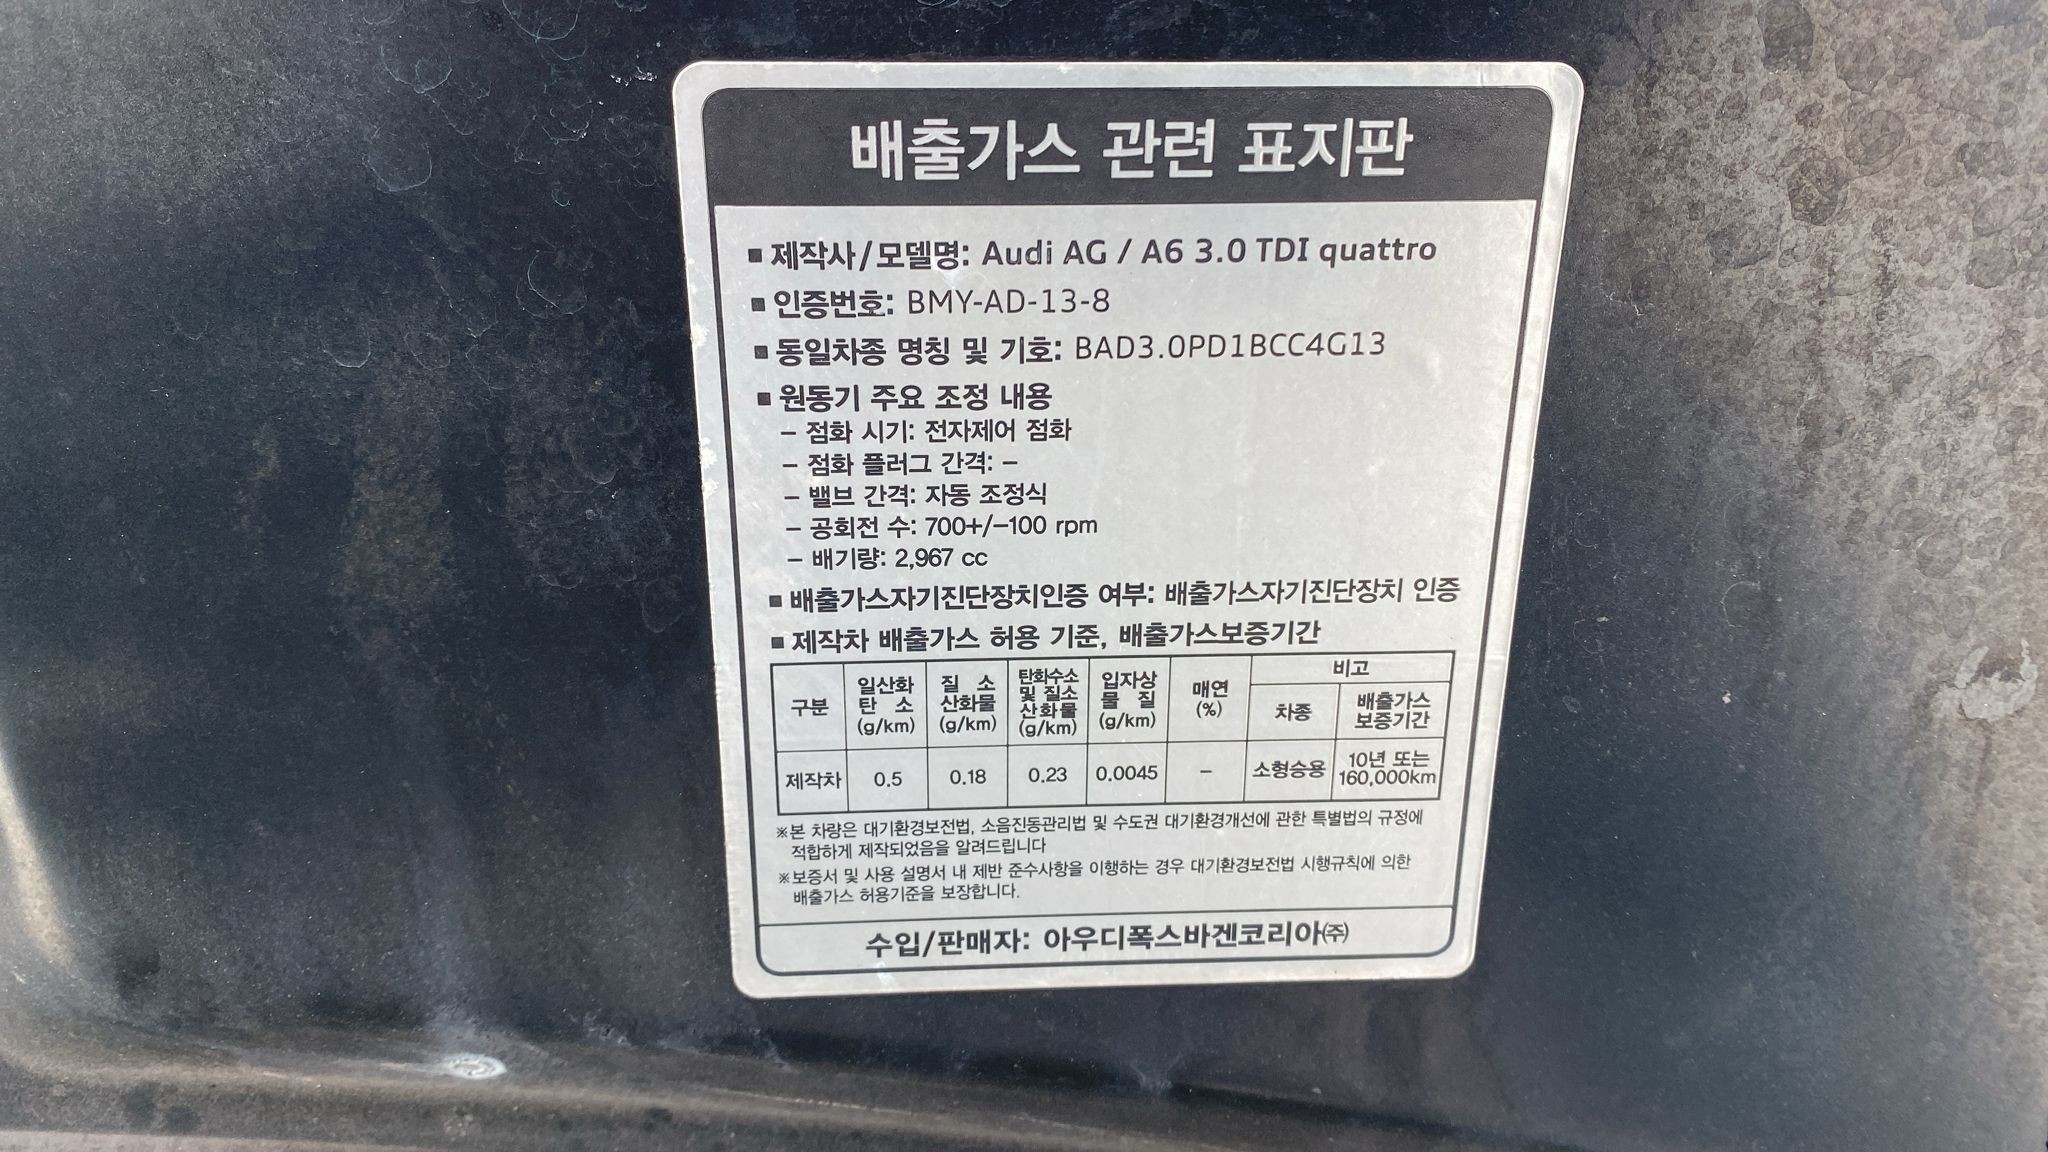 배출가스 관련 표지판
■ 제작사/모델명: Audi AG / A6 3.0 TDI quattro
■ 인증번호: BMY-AD-13-8
■ 동일차종 명칭 및 기호: BAD3.0PD1BCC4G13
■ 원동기 주요 조정 내용
– 점화 시기: 전자제어 점화
– 점화 플러그 간격: –
– 밸브 간격: 자동 조정식
– 공회전 수: 700+/–100 rpm
– 배기량: 2,967 cc
■ 배출가스자기진단장치인증 여부: 배출가스자기진단장치 인증
■ 제작차 배출가스 허용 기준, 배출가스보증기간
구분 일산화 탄 소 (g/km) 질 소 산화물 (g/km) 탄화수소 및 질소 산화물 (g/km) 입자상 물 질 (g/km) 매연 (%) 비고
차종 배출가스 보증기간
제작차 0.5 0.18 0.23 0.0045 – 소형승용 10년 또는 160,000km
※본 차량은 대기환경보전법, 소음진동관리법 및 수도권 대기환경개선에 관한 특별법의 규정에
적합하게 제작되었음을 알려드립니다
※보증서 및 사용 설명서 내 제반 준수사항을 이행하는 경우 대기환경보전법 시행규칙에 의한
배출가스 허용기준을 보장합니다.
수입/판매자: 아우디폭스바겐코리아㈜